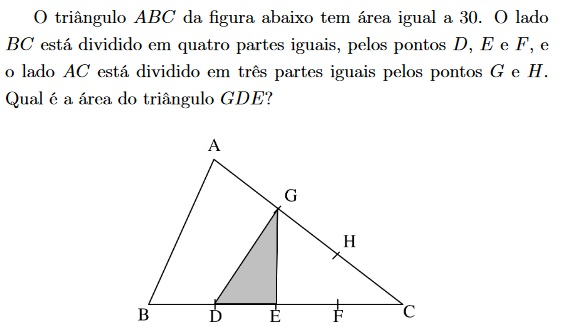 O triângulo ABC da figura abaixo tem área igual a 30. O lado
BC está dividido em quatro partes iguais, pelos pontos D, E e F, e
o lado AC está dividido em três partes iguais pelos pontos G e H.
Qual é a área do triângulo GDE?
A
G
H
B
D
E
F
C